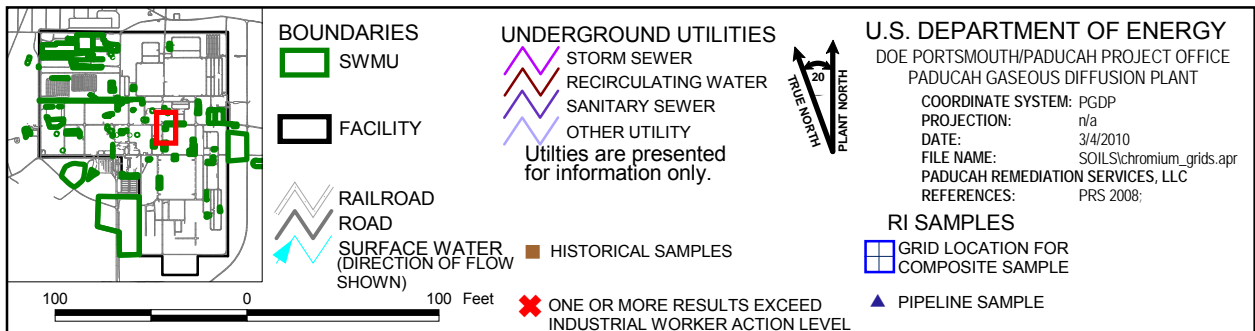 BOUNDARIES
SWMU
FACILITY
RAILROAD
ROAD
SURFACE WATER
(DIRECTION OF FLOW
SHOWN)
100 0 100 Feet
UNDERGROUND UTILITIES
STORM SEWER
RECIRCULATING WATER
SANITARY SEWER
OTHER UTILITY
Utilties are presented
for information only.
HISTORICAL SAMPLES
ONE OR MORE RESULTS EXCEED
INDUSTRIAL WORKER ACTION LEVEL
TRUE NORTH
20
PLANT NORTH
U.S. DEPARTMENT OF ENERGY
DOE PORTSMOUTH/PADUCAH PROJECT OFFICE
PADUCAH GASEOUS DIFFUSION PLANT
COORDINATE SYSTEM: PGDP
PROJECTION: n/a
DATE: 3/4/2010
FILE NAME: SOILS\chromium_grids.apr
PADUCAH REMEDIATION SERVICES, LLC
REFERENCES: PRS 2008;
RI SAMPLES
GRID LOCATION FOR
COMPOSITE SAMPLE
PIPELINE SAMPLE